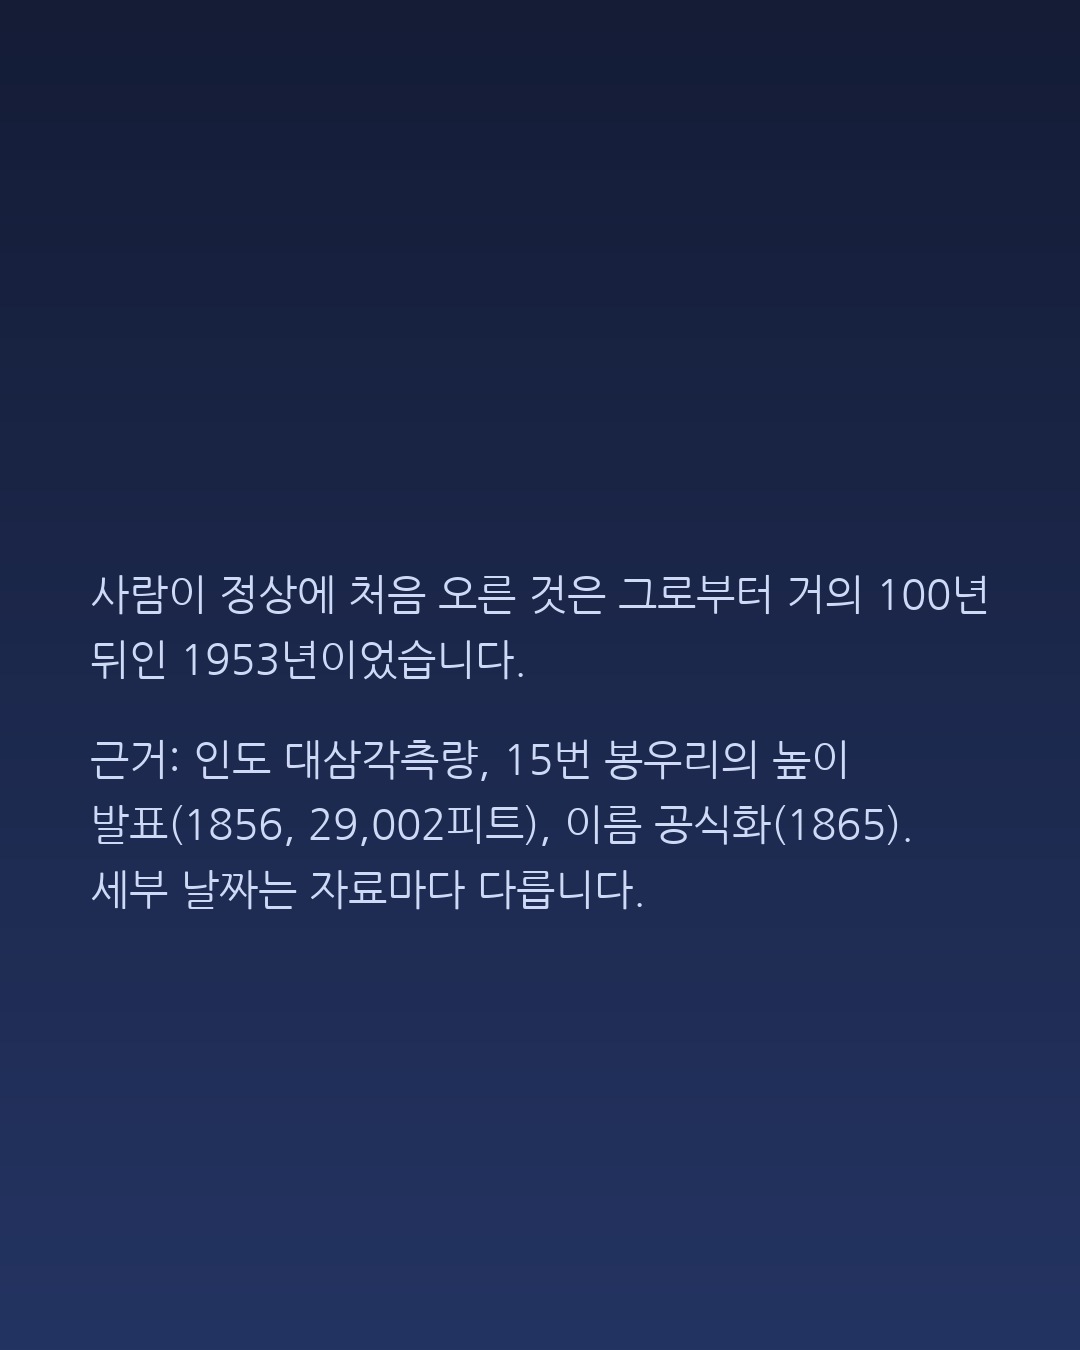 사람이 정상에 처음 오른 것은 그로부터 거의 100년
뒤인 1953년이었습니다.
근거: 인도 대삼각측량, 15번 봉우리의 높이
발표(1856, 29,002피트), 이름 공식화(1865).
세부 날짜는 자료마다 다릅니다.